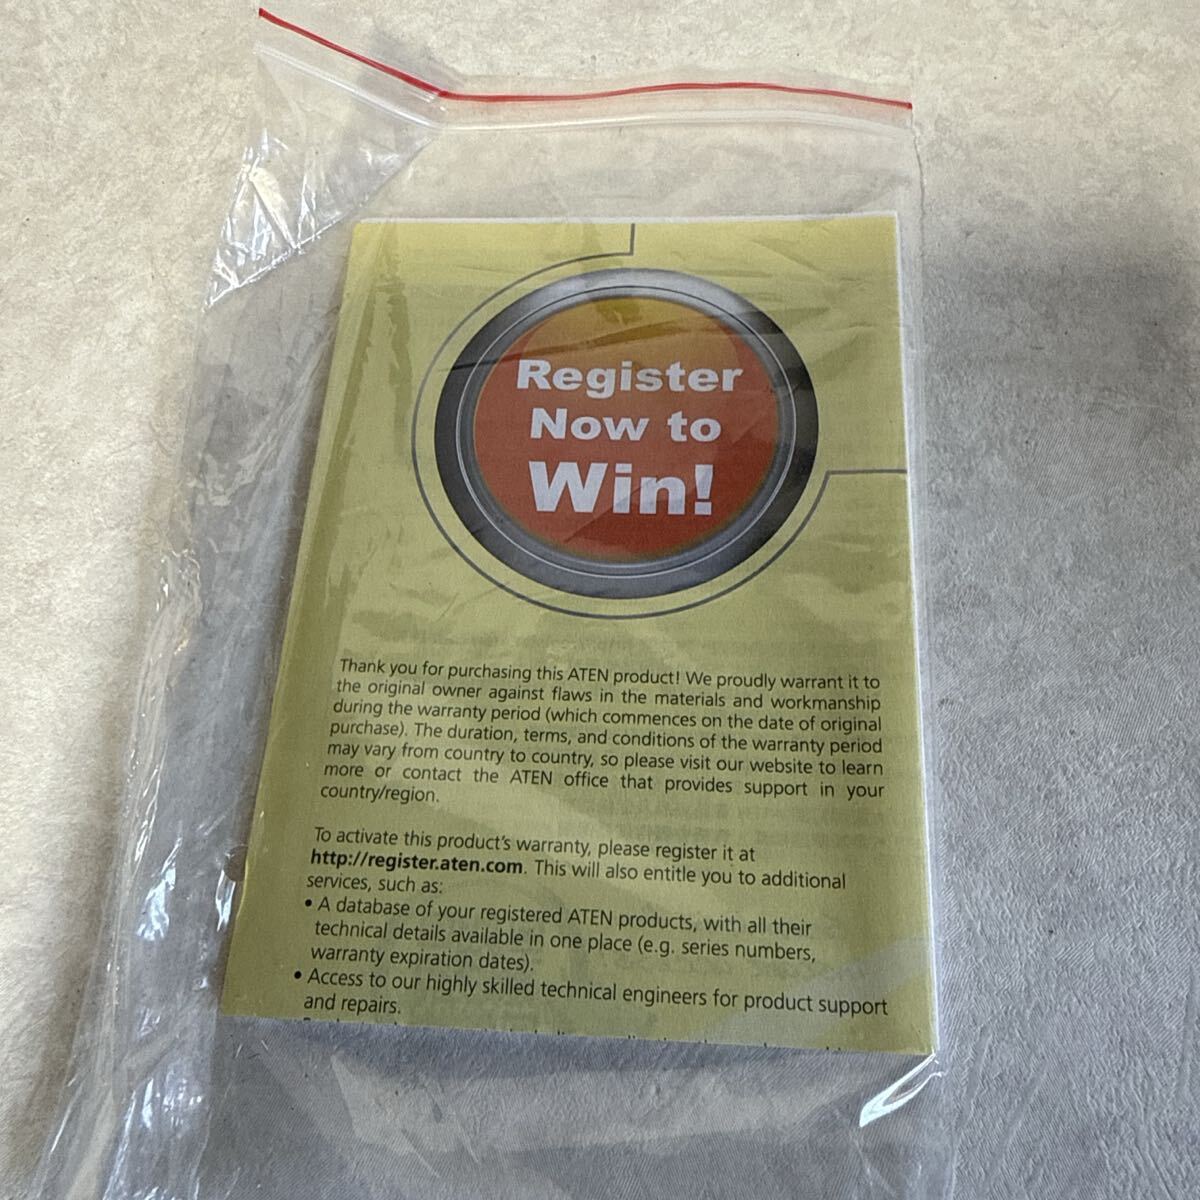 Register
Now to
Win!
Thank you for purchasing this ATEN product! We proudly warrant it to
the original owner against flaws in the materials and workmanship
during the warranty period (which commences on the date of original
purchase). The duration, terms, and conditions of the warranty period
may vary from country to country, so please visit our website to learn
more or contact the ATEN office that provides support in your
country/region.
To activate this product's warranty, please register it at
http://register.aten.com. This will also entitle you to additional
services, such as:
• A database of your registered ATEN products, with all their
technical details available in one place (e.g. series numbers,
warranty expiration dates).
• Access to our highly skilled technical engineers for product support
and repairs.